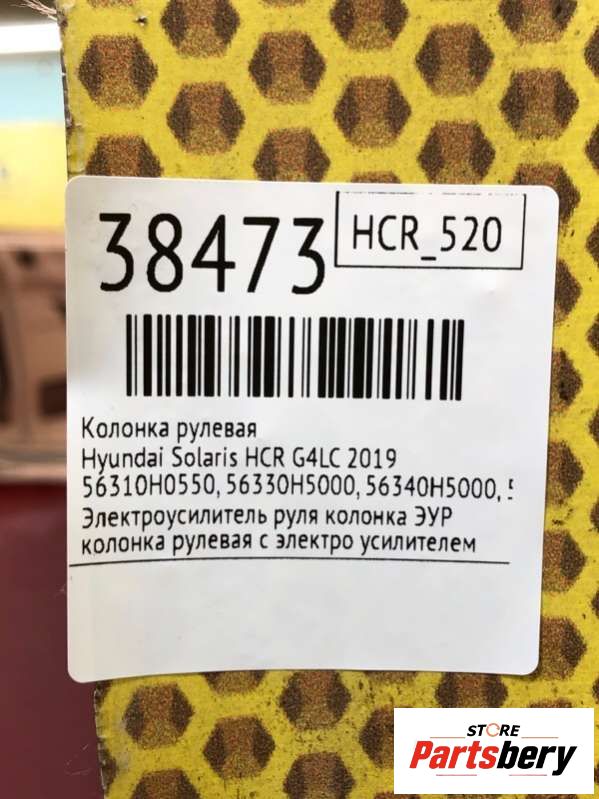 38473
HCR_520
Колонка рулевая
Hyundai Solaris HCR G4LC 2019
56310H0550, 56330H5000, 56340H5000,
Электроусилитель руля колонка ЭУР
колонка рулевая с электро усилителем
STORE
Partsbery